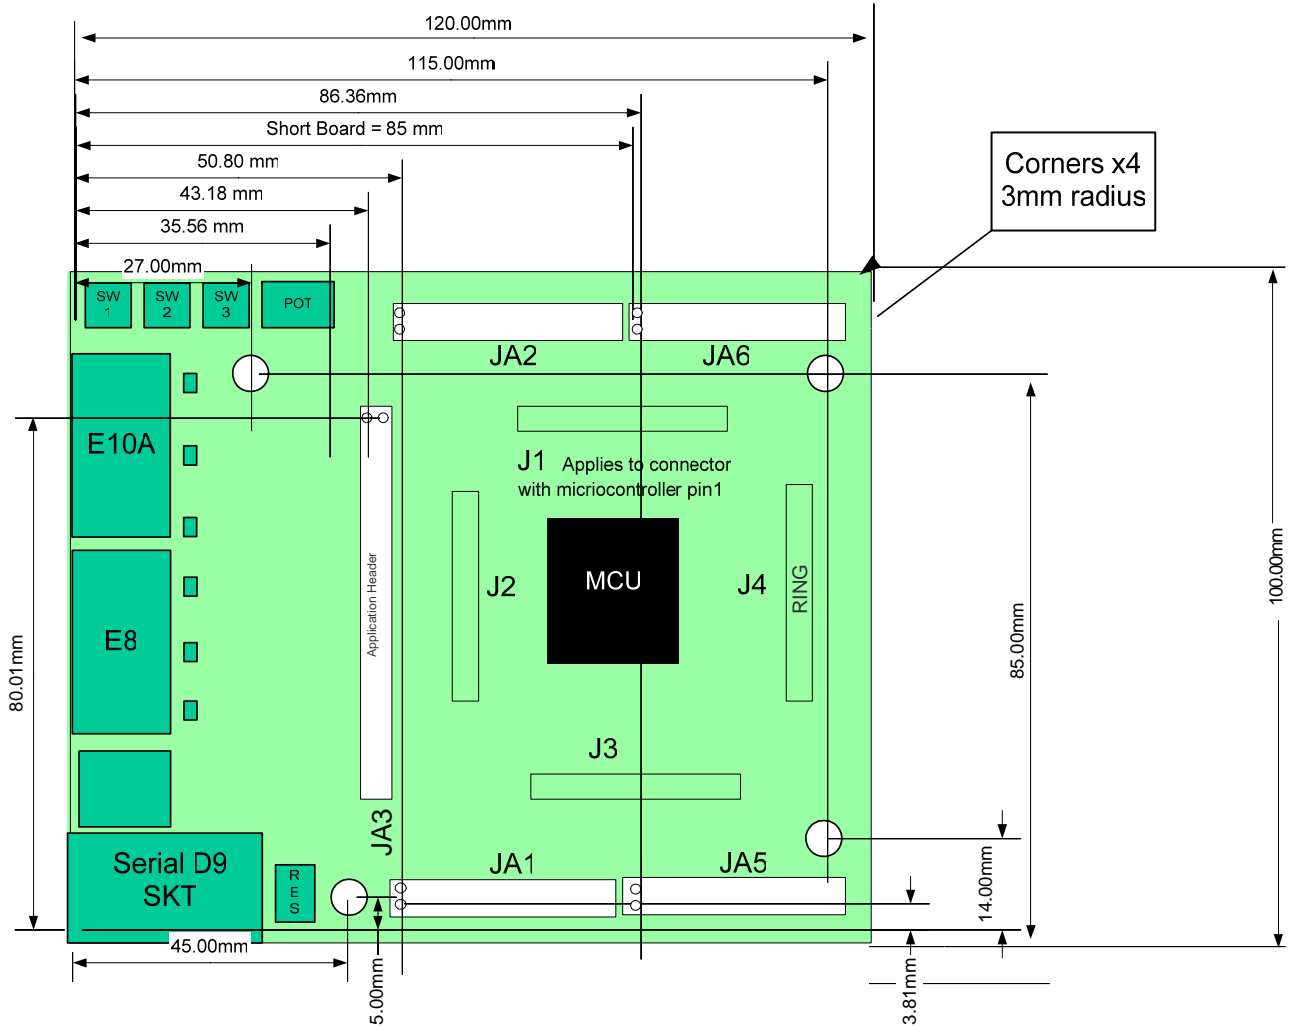 120.00mm
115.00mm
86.36mm
Short Board = 85 mm
50.80 mm
43.18 mm
35.56 mm
27.00mm
Corners x4
3mm radius
SW
1
SW
2
SW
3
POT
JA2
JA6
E10A
J1 Applies to connector
with micriocontroller pin1
Application Header
J2
MCU
J4
RING
E8
80.01mm
85.00mm
100.00mm
J3
JA3
Serial D9
SKT
R
E
S
JA1
JA5
14.00mm
45.00mm
5.00mm
3.81mm